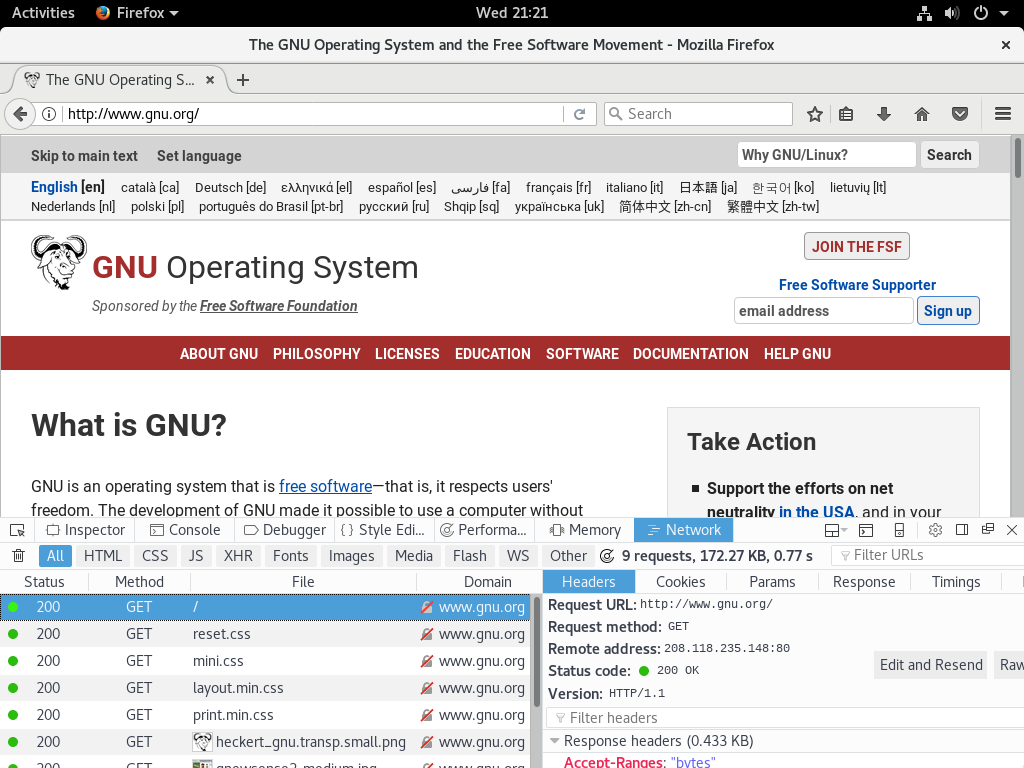 Activities Firefox Wed 21:21
The GNU Operating System and the Free Software Movement - Mozilla Firefox
The GNU Operating S...
http://www.gnu.org/ Search
Skip to main text Set language Why GNU/Linux? Search
English [en] català [ca] Deutsch [de] ελληνικά [el] español [es] فارسی [fa] français [fr] italiano [it] 日本語 [ja] 한국어 [ko] lietuvių [lt]
Nederlands [nl] polski [pl] português do Brasil [pt-br] русский [ru] Shqip [sq] українська [uk] 简体中文 [zh-cn] 繁體中文 [zh-tw]
JOIN THE FSF
GNU Operating System
Free Software Supporter
Sponsored by the Free Software Foundation
email address Sign up
ABOUT GNU PHILOSOPHY LICENSES EDUCATION SOFTWARE DOCUMENTATION HELP GNU
What is GNU?
Take Action
GNU is an operating system that is free software—that is, it respects users'
freedom. The development of GNU made it possible to use a computer without
Support the efforts on net
neutrality in the USA, and in your
Inspector Console Debugger Style Edi... Performa... Memory Network
All HTML CSS JS XHR Fonts Images Media Flash WS Other 9 requests, 172.27 KB, 0.77 s Filter URLs
Status Method File Domain Headers Cookies Params Response Timings
200 GET / www.gnu.org
200 GET reset.css www.gnu.org
200 GET mini.css www.gnu.org
200 GET layout.min.css www.gnu.org
200 GET print.min.css www.gnu.org
200 GET heckert_gnu.transp.small.png www.gnu.org
200 GET gnewsense2-medium.jpg www.gnu.org
Request URL: http://www.gnu.org/
Request method: GET
Remote address: 208.118.235.148:80
Status code: 200 OK Edit and Resend Raw
Version: HTTP/1.1
Filter headers
Response headers (0.433 KB)
Accept-Ranges: "bytes"